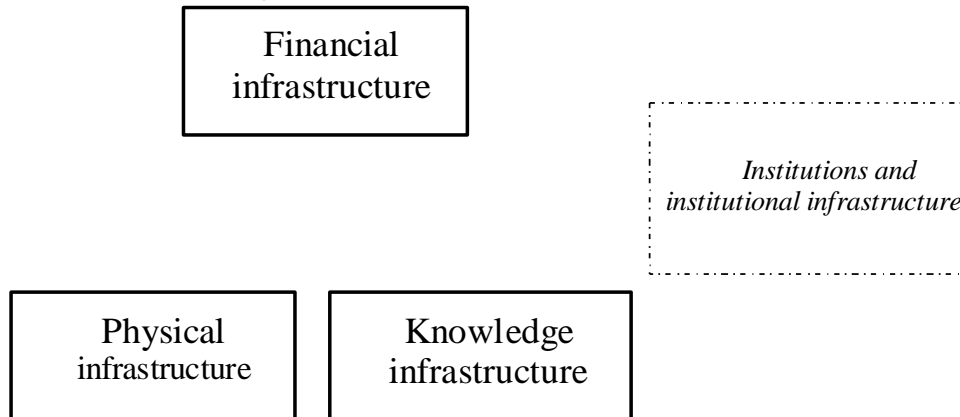 Financial
infrastructure
Institutions and
institutional infrastructure
Physical
infrastructure
Knowledge
infrastructure